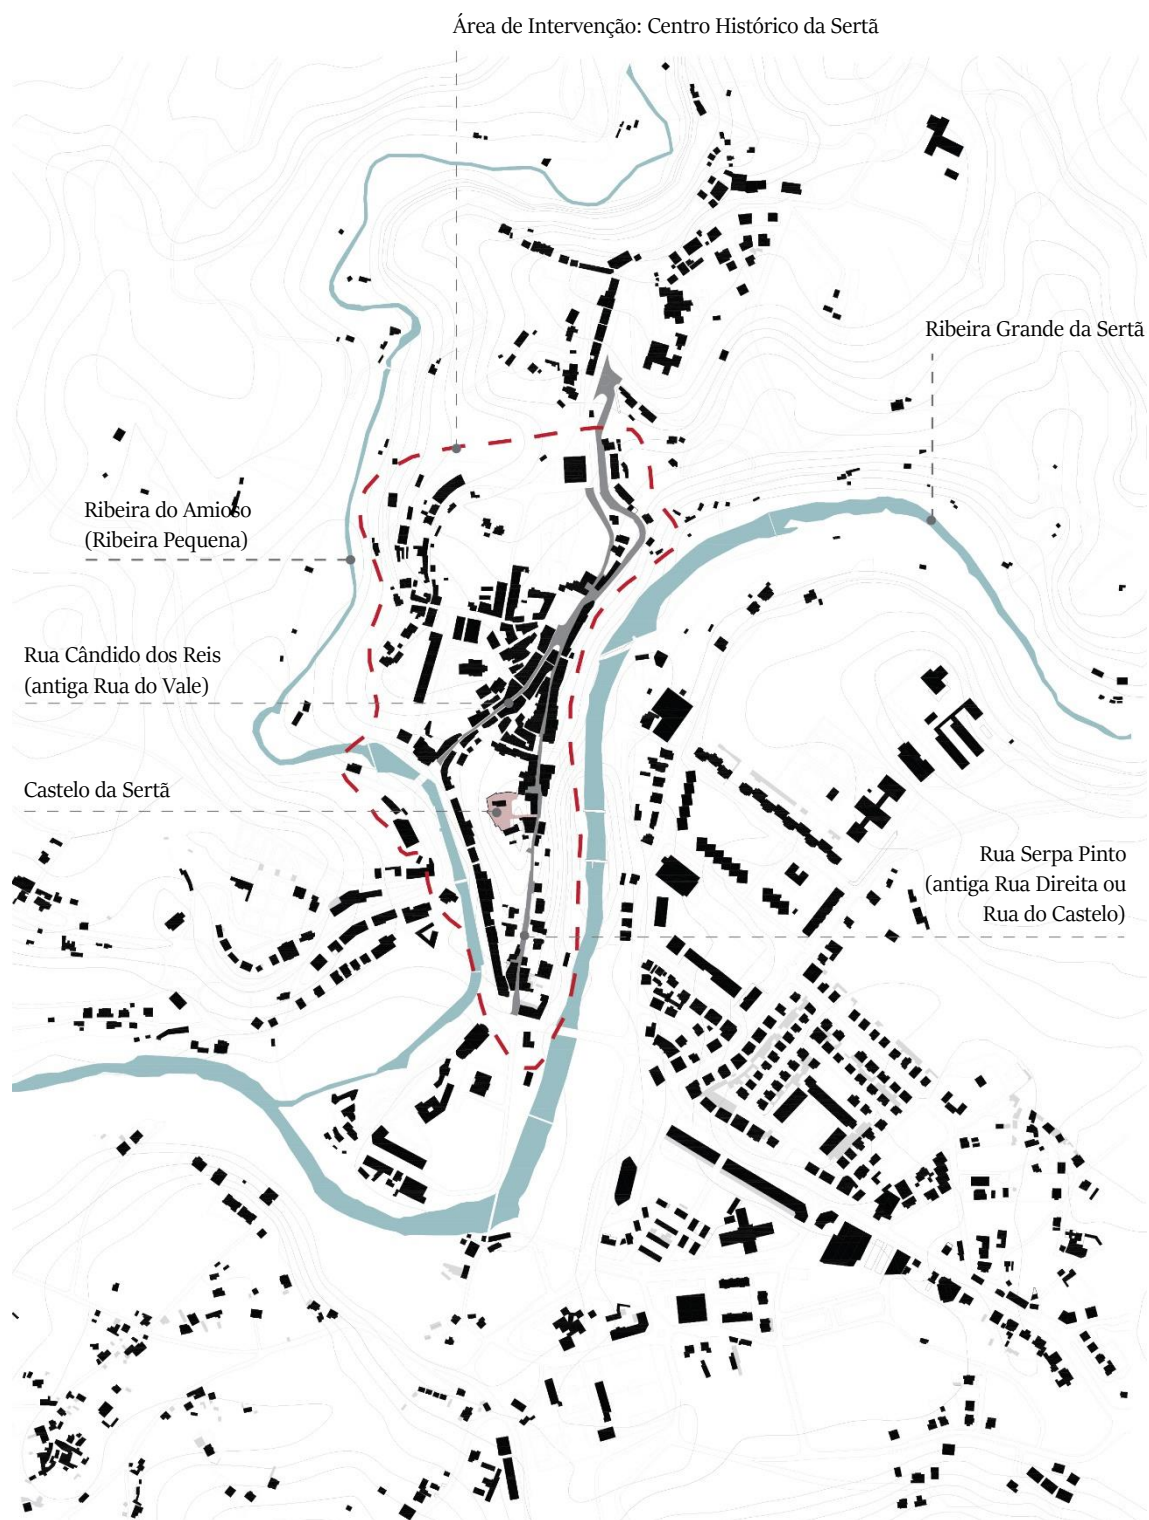 Área de Intervenção: Centro Histórico da Sertã
Ribeira Grande da Sertã
Ribeira do Amioso
(Ribeira Pequena)
Rua Cândido dos Reis
(antiga Rua do Vale)
Castelo da Sertã
Rua Serpa Pinto
(antiga Rua Direita ou
Rua do Castelo)